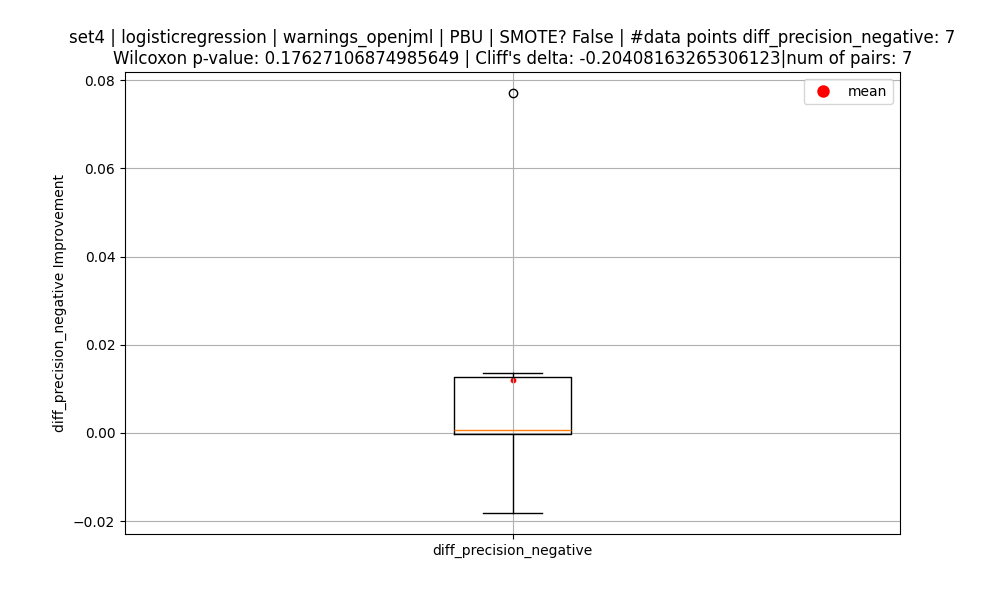 set4 | logisticregression | warnings_openjml | PBU | SMOTE? False | #data points diff_precision_negative: 7
Wilcoxon p-value: 0.17627106874985649 | Cliff's delta: -0.20408163265306123|num of pairs: 7
mean
0.08
0.06
0.04
0.02
0.00
−0.02
diff_precision_negative Improvement
diff_precision_negative